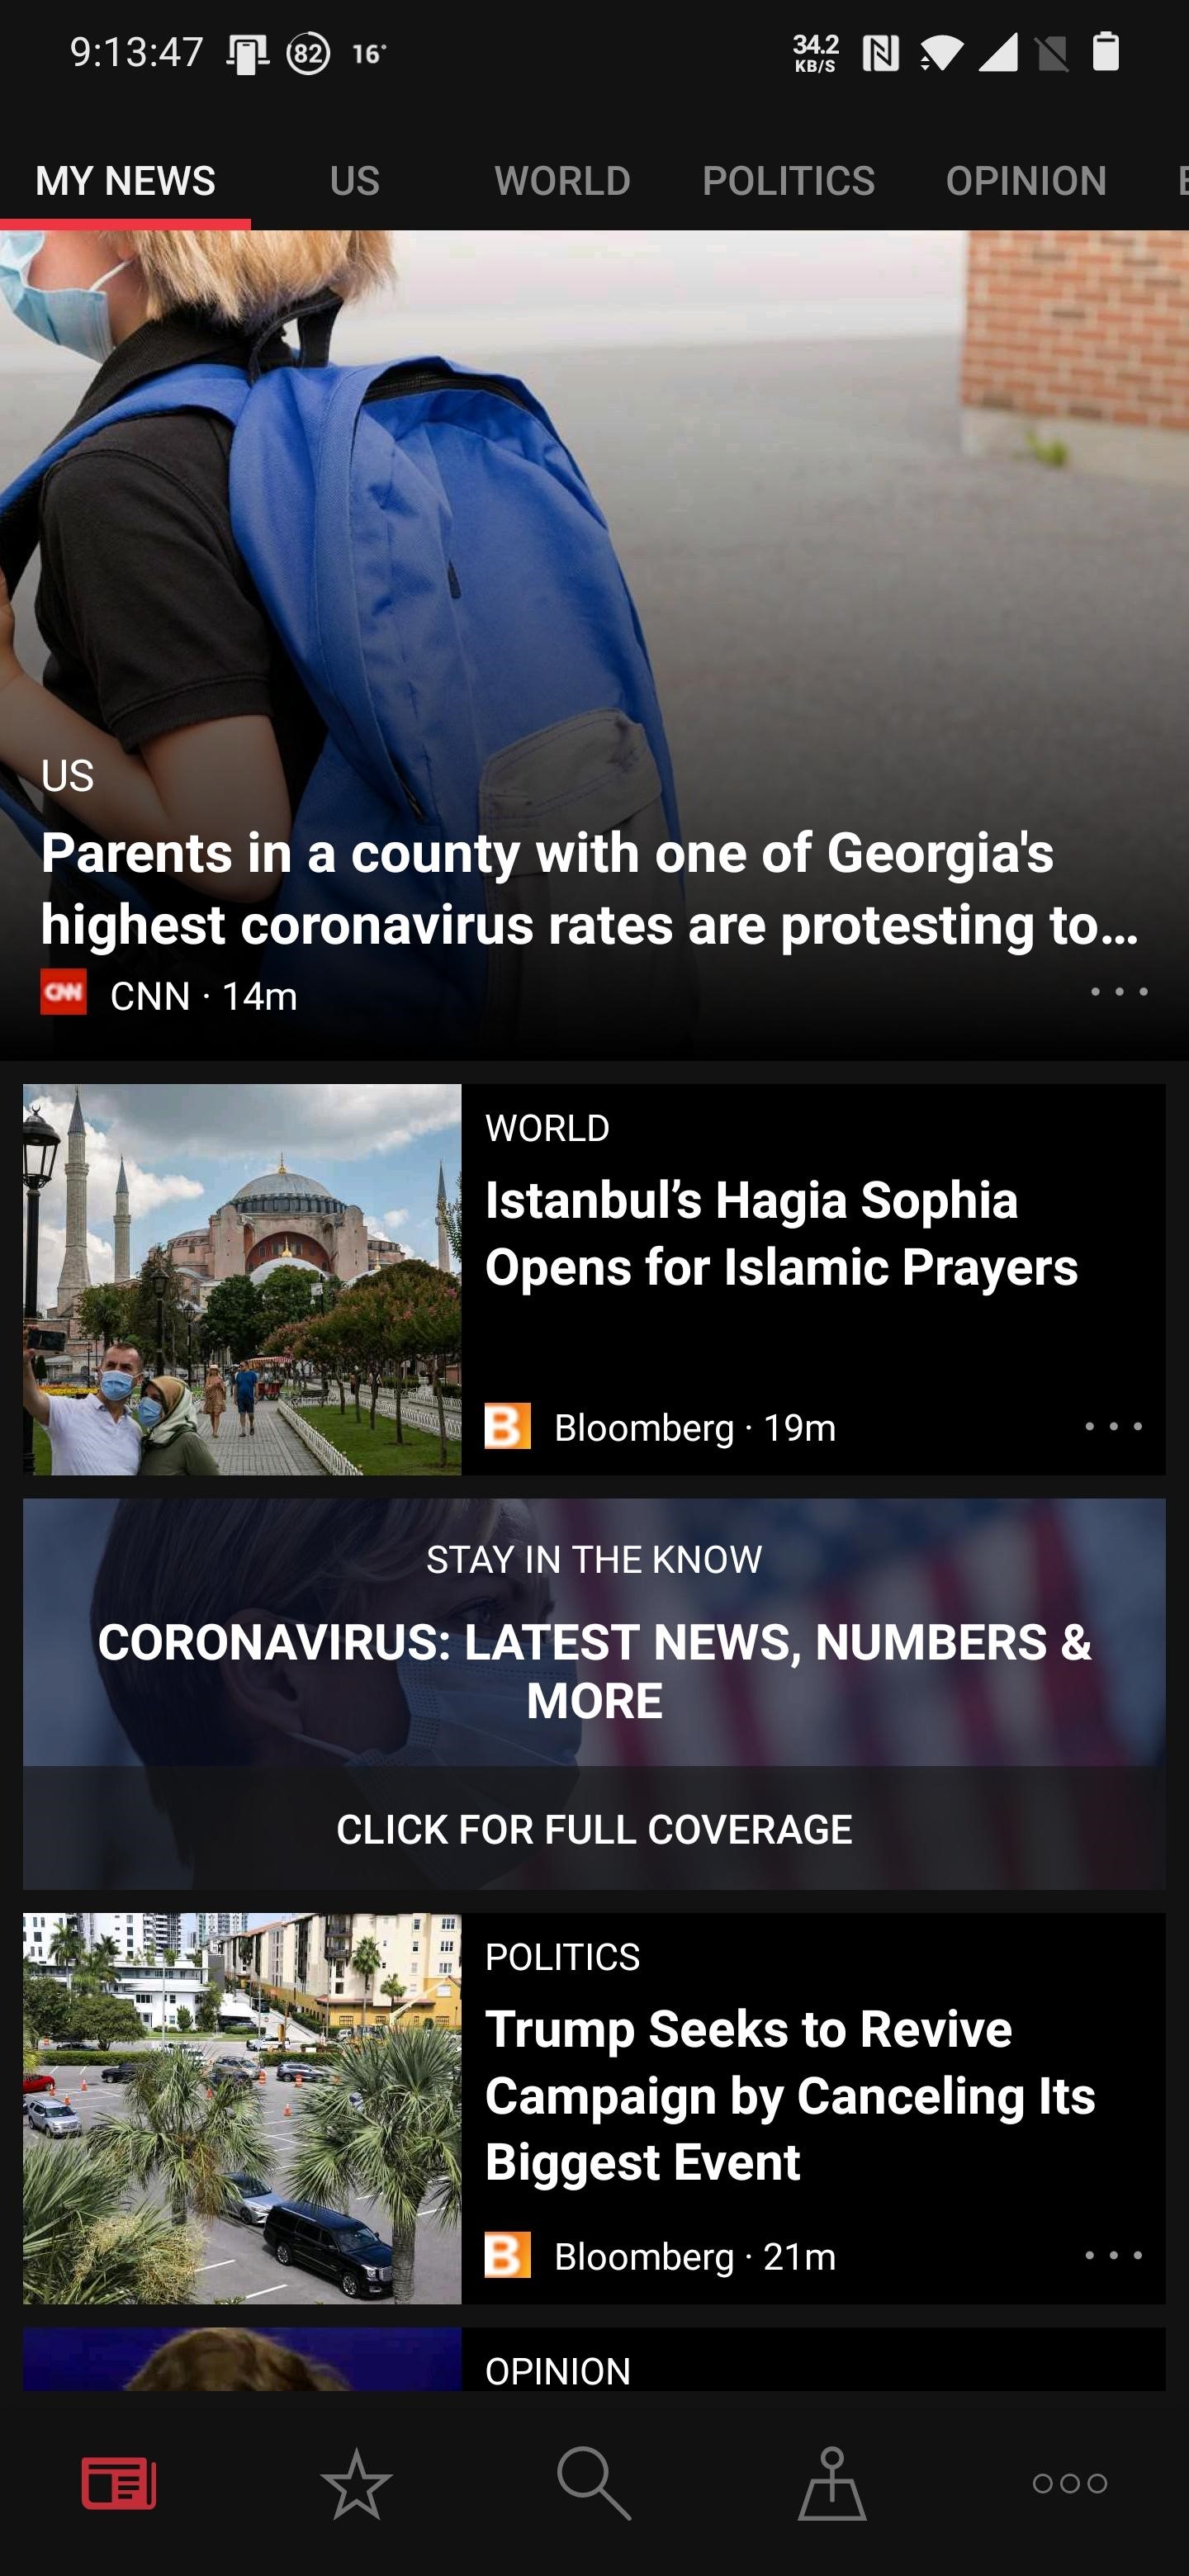 9:13:47 82 16° 34.2 KB/S
MY NEWS US WORLD POLITICS OPINION
US
Parents in a county with one of Georgia's
highest coronavirus rates are protesting to...
CNN CNN · 14m
WORLD
Istanbul’s Hagia Sophia
Opens for Islamic Prayers
B Bloomberg · 19m
STAY IN THE KNOW
CORONAVIRUS: LATEST NEWS, NUMBERS &
MORE
CLICK FOR FULL COVERAGE
POLITICS
Trump Seeks to Revive
Campaign by Canceling Its
Biggest Event
B Bloomberg · 21m
OPINION